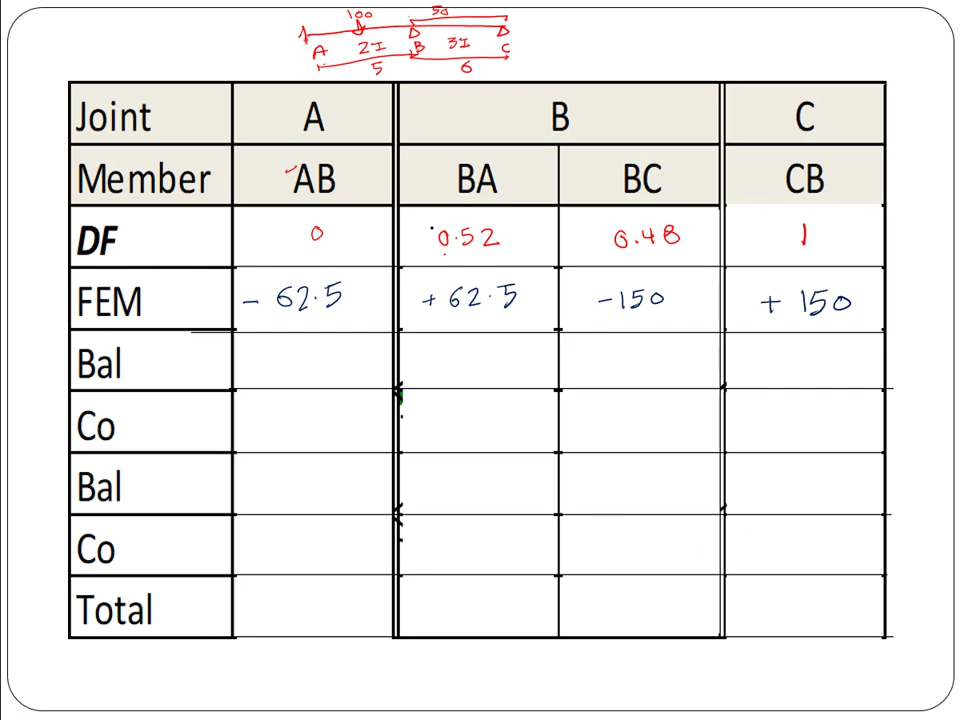 100 50
A 2I B 3I C
5 6
Joint A B C
Member AB BA BC CB
DF 0 0.52 0.48 1
FEM - 62.5 + 62.5 -150 + 150
Bal
Co
Bal
Co
Total